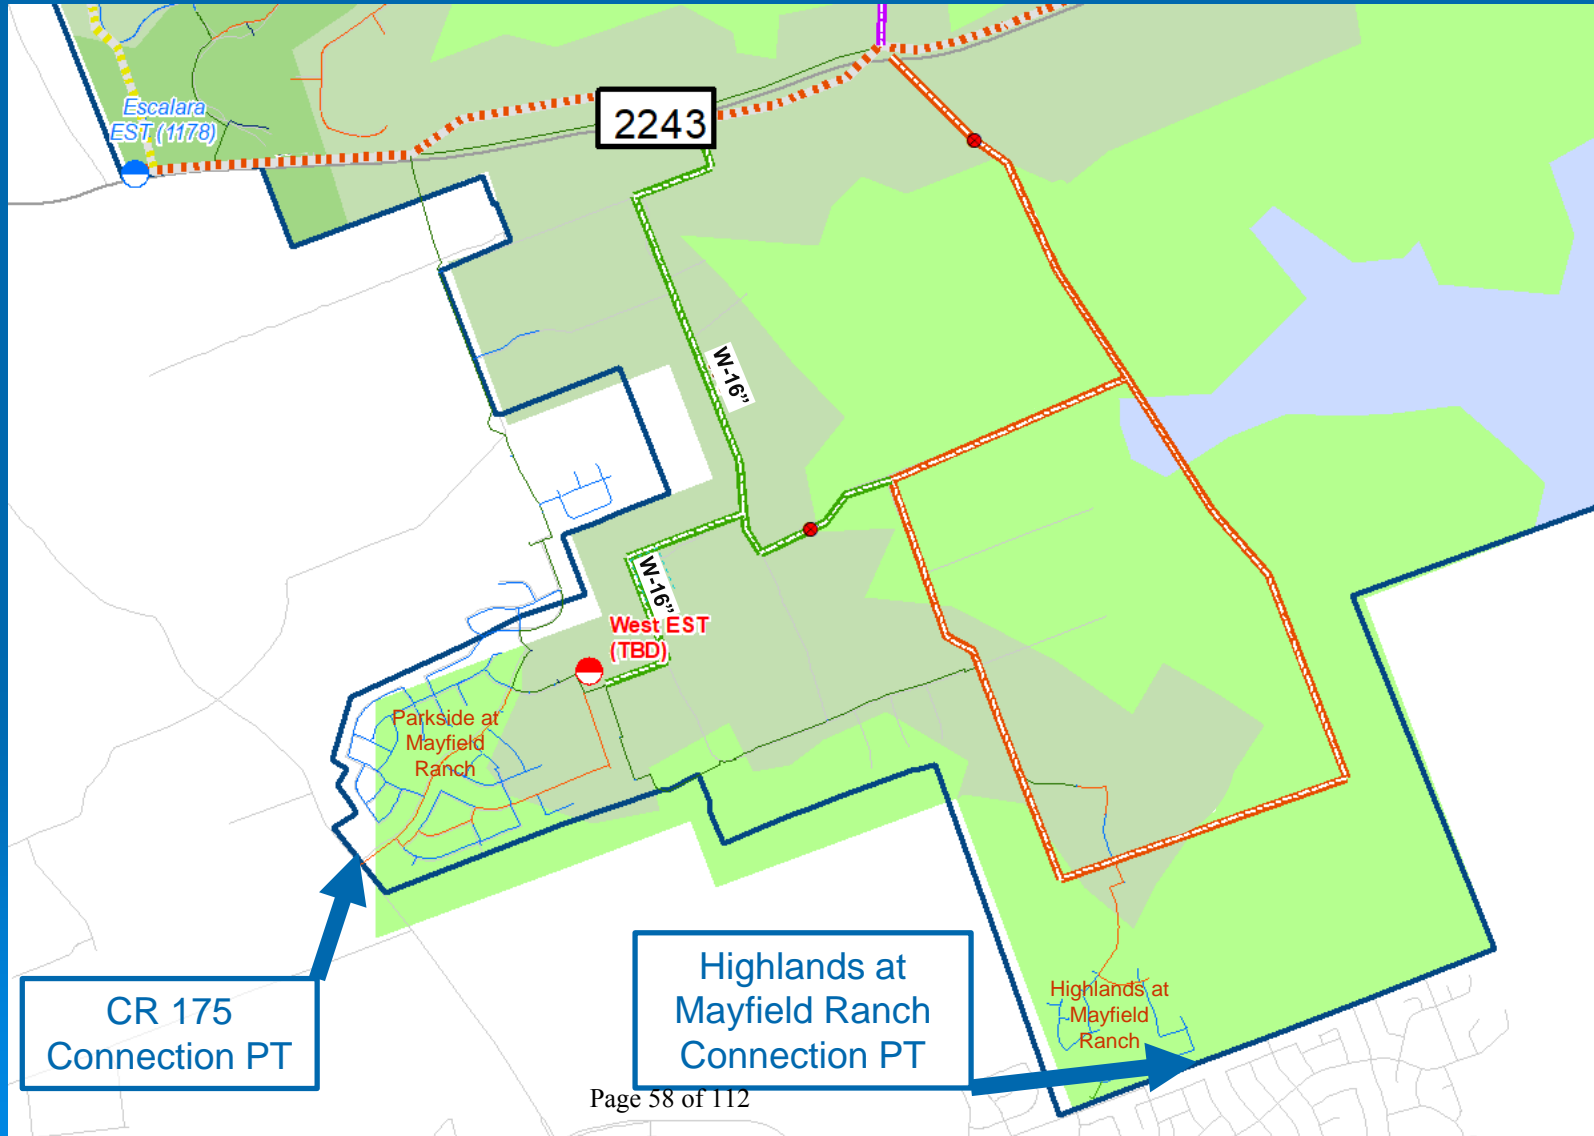 2243
Escalara
EST (1178)
W-16”
W-16”
West EST
(TBD)
Parkside at
Mayfield
Ranch
CR 175
Connection PT
Highlands at
Mayfield Ranch
Connection PT
Highlands at
Mayfield
Ranch
Page 58 of 112